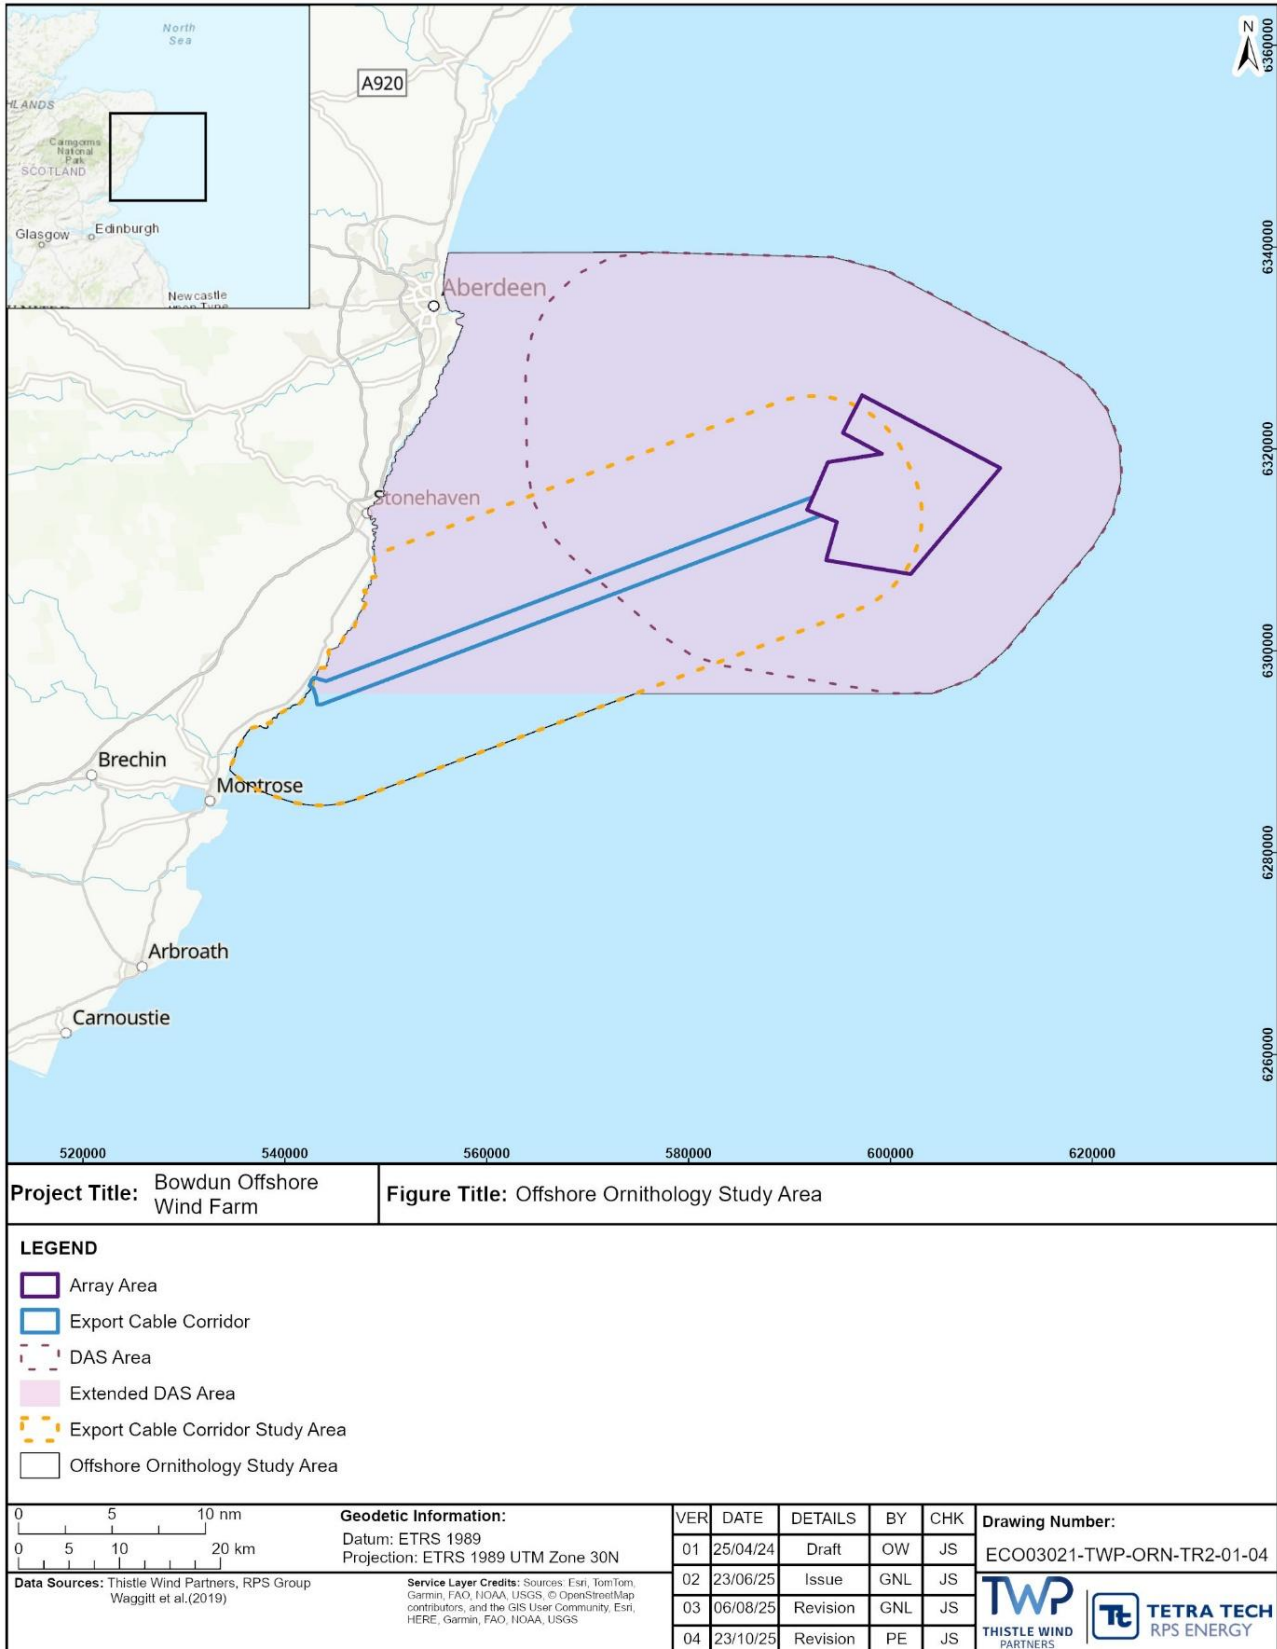 North
Sea
N
A920
HLANDS
Cairngorms
National
Park
SCOTLAND
Glasgow
Edinburgh
Newcastle
upon Tyne
Aberdeen
Stonehaven
Brechin
Montrose
Arbroath
Carnoustie
6360000
6340000
6320000
6300000
6280000
6260000
520000 540000 560000 580000 600000 620000
Project Title: Bowdun Offshore
Wind Farm
Figure Title: Offshore Ornithology Study Area
LEGEND
Array Area
Export Cable Corridor
DAS Area
Extended DAS Area
Export Cable Corridor Study Area
Offshore Ornithology Study Area
0 5 10 nm
0 5 10 20 km
Geodetic Information:
Datum: ETRS 1989
Projection: ETRS 1989 UTM Zone 30N
Data Sources: Thistle Wind Partners, RPS Group
Waggitt et al.(2019)
Service Layer Credits: Sources: Esri, TomTom,
Garmin, FAO, NOAA, USGS, © OpenStreetMap
contributors, and the GIS User Community, Esri,
HERE, Garmin, FAO, NOAA, USGS
VER DATE DETAILS BY CHK
01 25/04/24 Draft OW JS
02 23/06/25 Issue GNL JS
03 06/08/25 Revision GNL JS
04 23/10/25 Revision PE JS
Drawing Number:
ECO03021-TWP-ORN-TR2-01-04
TWP
THISTLE WIND
PARTNERS
Tt
TETRA TECH
RPS ENERGY